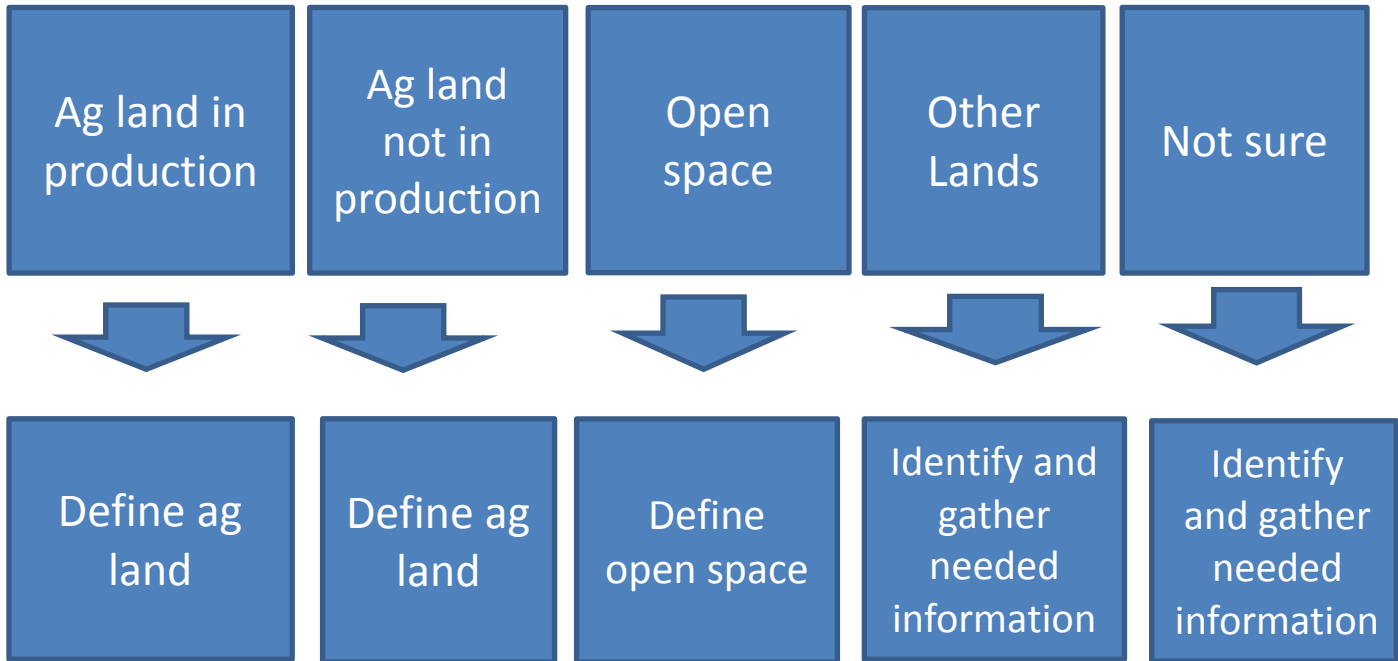 Ag land in
production
Ag land
not in
production
Open
space
Other
Lands
Not sure
Define ag
land
Define ag
land
Define
open space
Identify and
gather
needed
information
Identify
and gather
needed
information